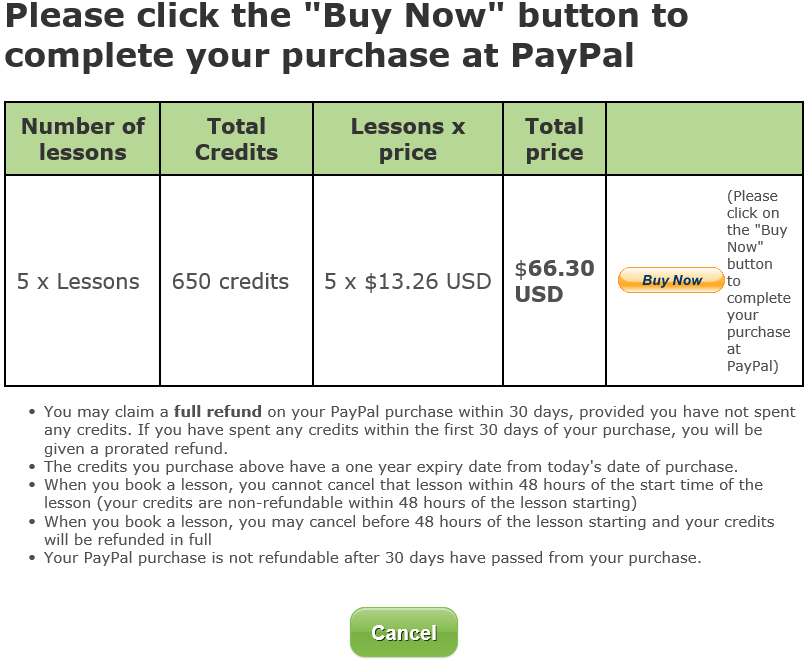 Please click the "Buy Now" button to
complete your purchase at PayPal
Number of
lessons
Total
Credits
Lessons x
price
Total
price
5 x Lessons
650 credits
5 x $13.26 USD
$66.30
USD
Buy Now
(Please
click on
the "Buy
Now"
button
to
complete
your
purchase
at
PayPal)
• You may claim a full refund on your PayPal purchase within 30 days, provided you have not spent
any credits. If you have spent any credits within the first 30 days of your purchase, you will be
given a prorated refund.
• The credits you purchase above have a one year expiry date from today's date of purchase.
• When you book a lesson, you cannot cancel that lesson within 48 hours of the start time of the
lesson (your credits are non-refundable within 48 hours of the lesson starting)
• When you book a lesson, you may cancel before 48 hours of the lesson starting and your credits
will be refunded in full
• Your PayPal purchase is not refundable after 30 days have passed from your purchase.
Cancel